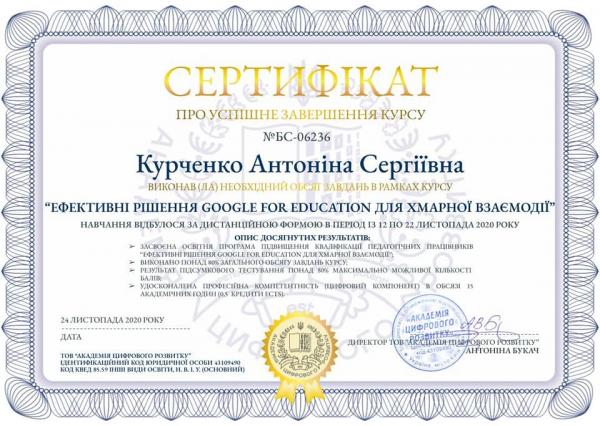 СЕРТИФІКАТ
ПРО УСПІШНЕ ЗАВЕРШЕННЯ КУРСУ
№БС-06236
Курченко Антоніна Сергіївна
ВИКОНАВ (ЛА) НЕОБХІДНИЙ ОБСЯГ ЗАВДАНЬ В РАМКАХ КУРСУ
“ЕФЕКТИВНІ РІШЕННЯ GOOGLE FOR EDUCATION ДЛЯ ХМАРНОЇ ВЗАЄМОДІЇ”
НАВЧАННЯ ВІДБУЛОСЯ ЗА ДИСТАНЦІЙНОЮ ФОРМОЮ В ПЕРІОД ІЗ 12 ПО 22 ЛИСТОПАДА 2020 РОКУ
ОПИС ДОСЯГНУТИХ РЕЗУЛЬТАТІВ:
ЗАСВОЄНА ОСВІТНЯ ПРОГРАМА ПІДВИЩЕННЯ КВАЛІФІКАЦІЇ ПЕДАГОГІЧНИХ ПРАЦІВНИКІВ
“ЕФЕКТИВНІ РІШЕННЯ GOOGLE FOR EDUCATION ДЛЯ ХМАРНОЇ ВЗАЄМОДІЇ”;
ВИКОНАНО ПОНАД 80% ЗАГАЛЬНОГО ОБСЯГУ ЗАВДАНЬ КУРСУ;
РЕЗУЛЬТАТ ПІДСУМКОВОГО ТЕСТУВАННЯ ПОНАД 80% МАКСИМАЛЬНО МОЖЛИВОЇ КІЛЬКОСТІ
БАЛІВ;
УДОСКОНАЛЕНА ПРОФЕСІЙНА КОМПЕТЕНТНІСТЬ (ЦИФРОВИЙ КОМПОНЕНТ) В ОБСЯЗІ 15
АКАДЕМІЧНИХ ГОДИН (0,5 КРЕДИТИ ECTS).
24 ЛИСТОПАДА 2020 РОКУ
ДАТА
ТОВ "АКАДЕМІЯ ЦИФРОВОГО РОЗВИТКУ"
ІДЕНТИФІКАЦІЙНИЙ КОД ЮРИДИЧНОЇ ОСОБИ 43109490
КОД КВЕД 85.59 ІНШІ ВИДИ ОСВІТИ, Н. В. І. У. (ОСНОВНИЙ)
"АКАДЕМІЯ
ЦИФРОВОГО
РОЗВИТКУ"
ДИРЕКТОР ТОВ "АКАДЕМІЯ ЦИФРОВОГО РОЗВИТКУ"
АНТОНІНА БУКАЧ